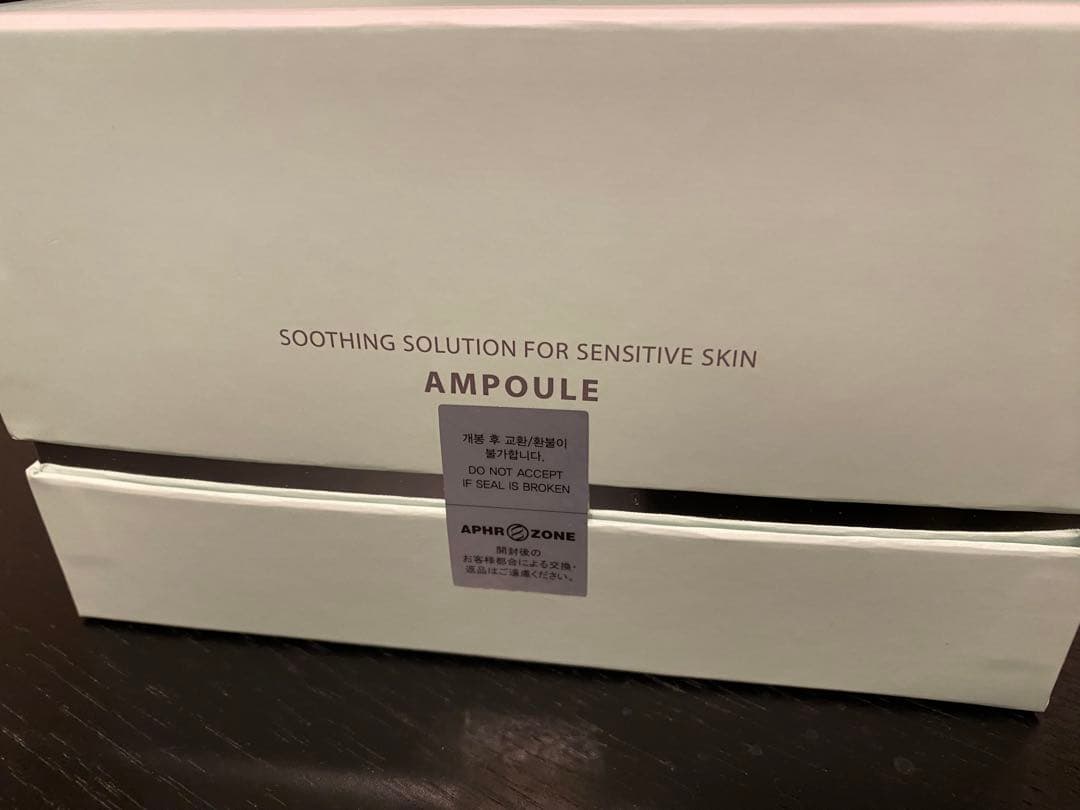 SOOTHING SOLUTION FOR SENSITIVE SKIN
AMPOULE
개봉 후 교환/환불이
불가합니다.
DO NOT ACCEPT
IF SEAL IS BROKEN
APHROZONE
開封後の
お客様都合による交換・
返品はご遠慮ください。